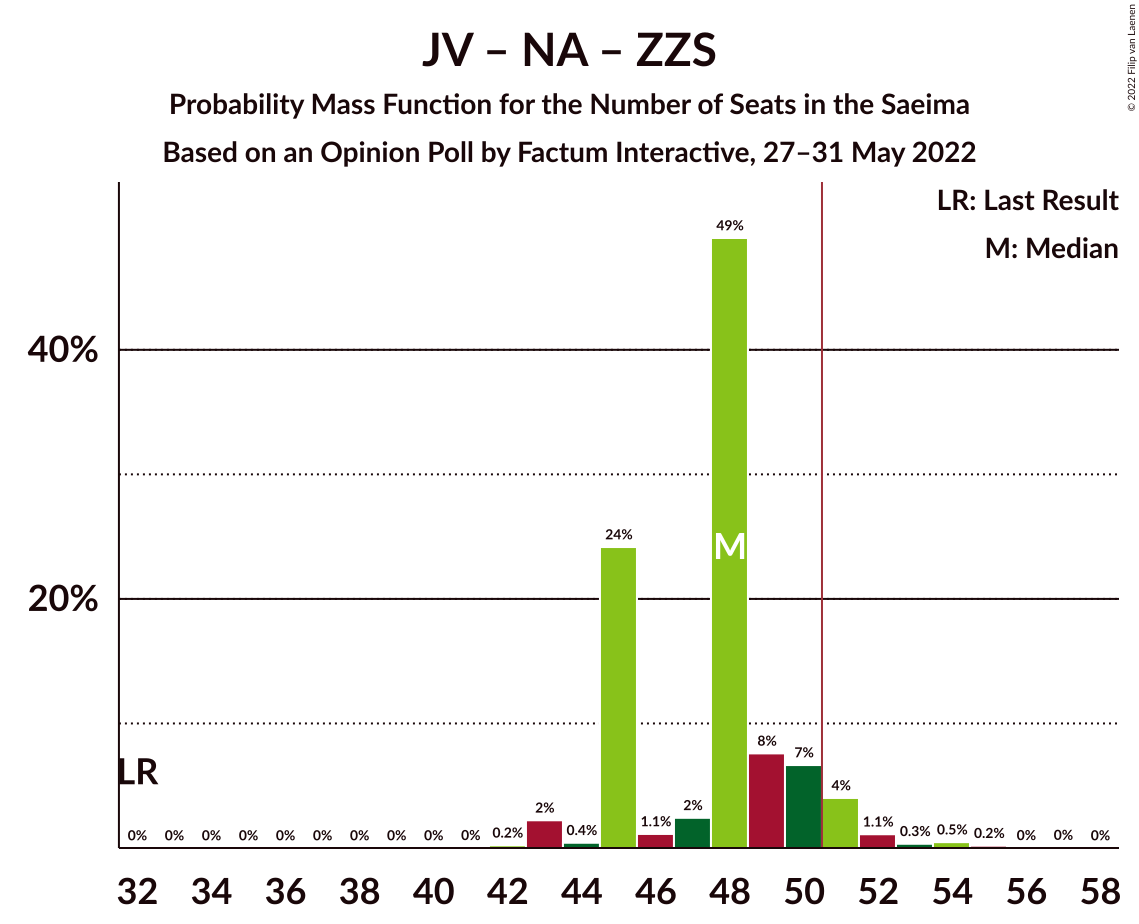 JV – NA – ZZS
Probability Mass Function for the Number of Seats in the Saeima
Based on an Opinion Poll by Factum Interactive, 27–31 May 2022
© 2022 Filip van Laenen
LR: Last Result
M: Median
40%
20%
49%
24%
M
8%
7%
4%
LR
2%
2%
1.1%
1.1%
0% 0% 0% 0% 0% 0% 0% 0% 0% 0% 0.2% 0.4% 0.3% 0.5% 0.2% 0% 0% 0%
32 34 36 38 40 42 44 46 48 50 52 54 56 58